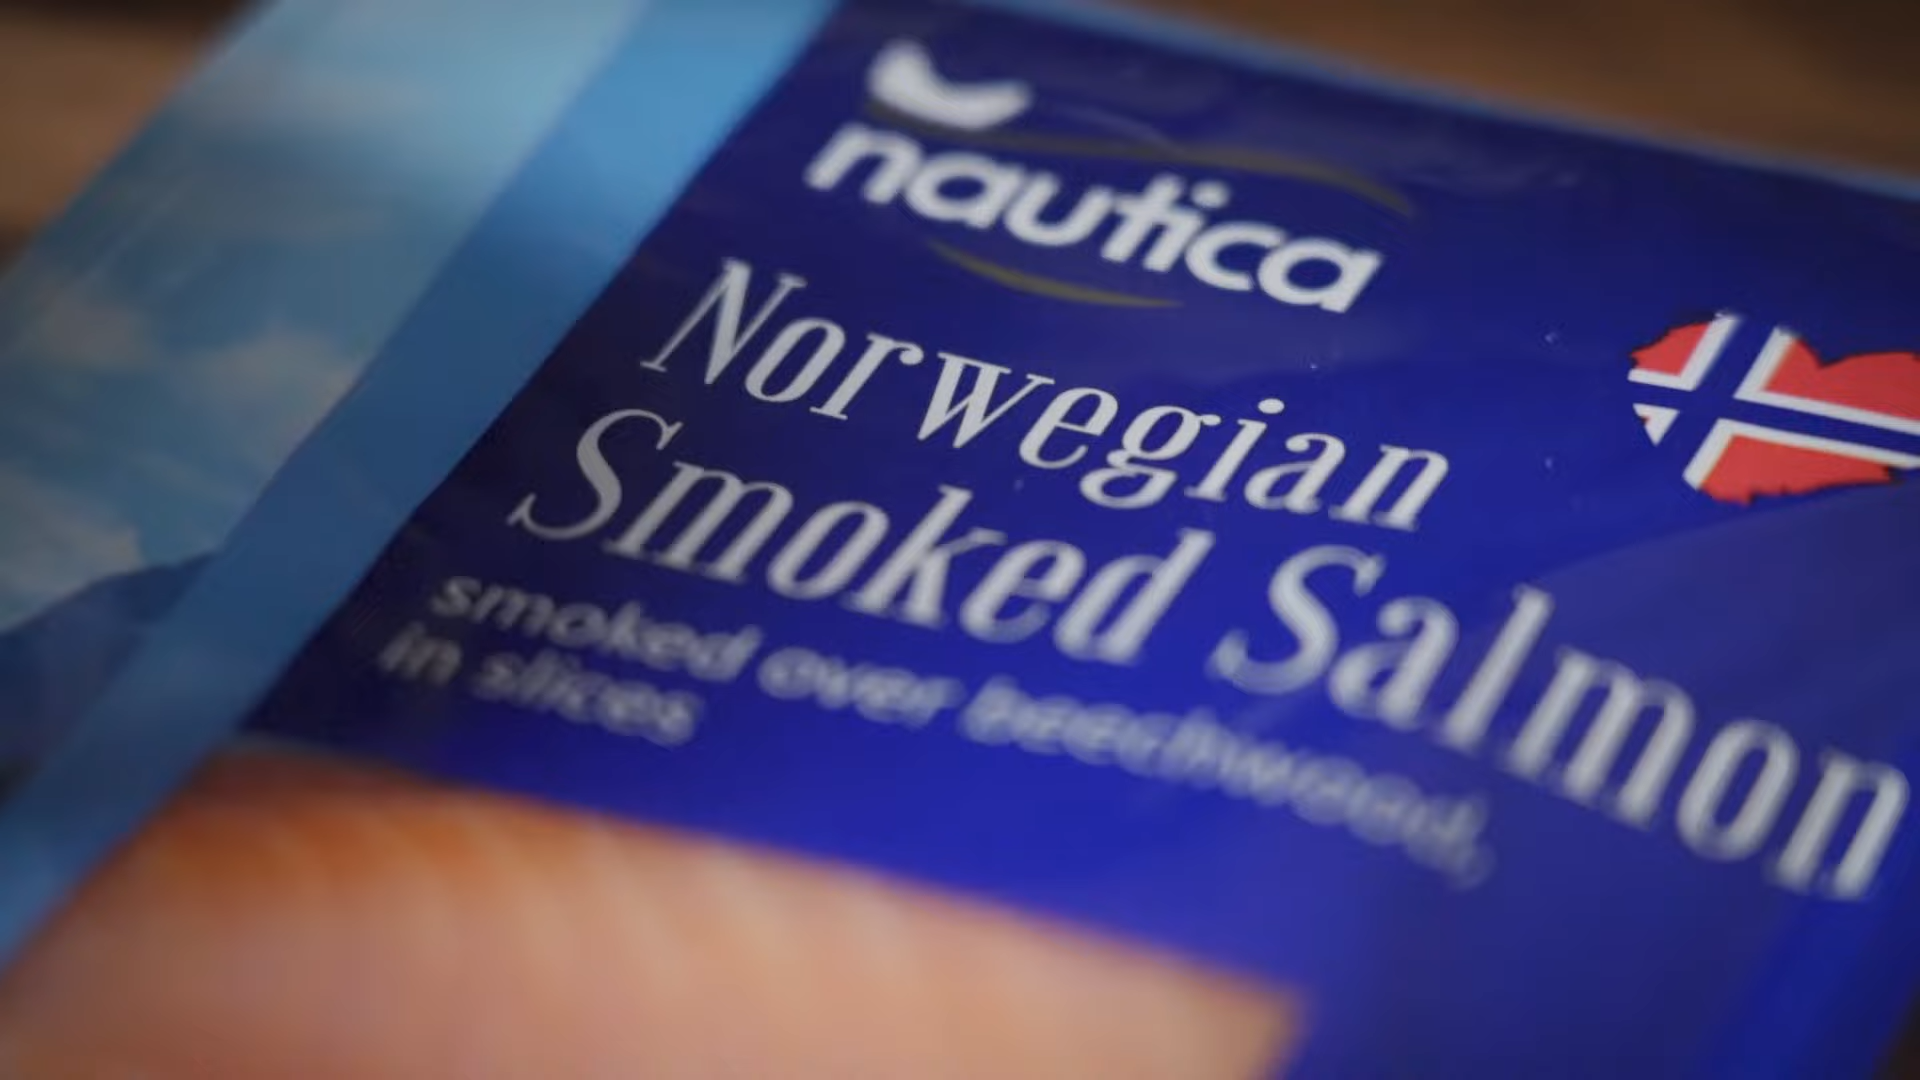 nautica
Norwegian
Smoked Salmon
smoked over beechwood,
in slices